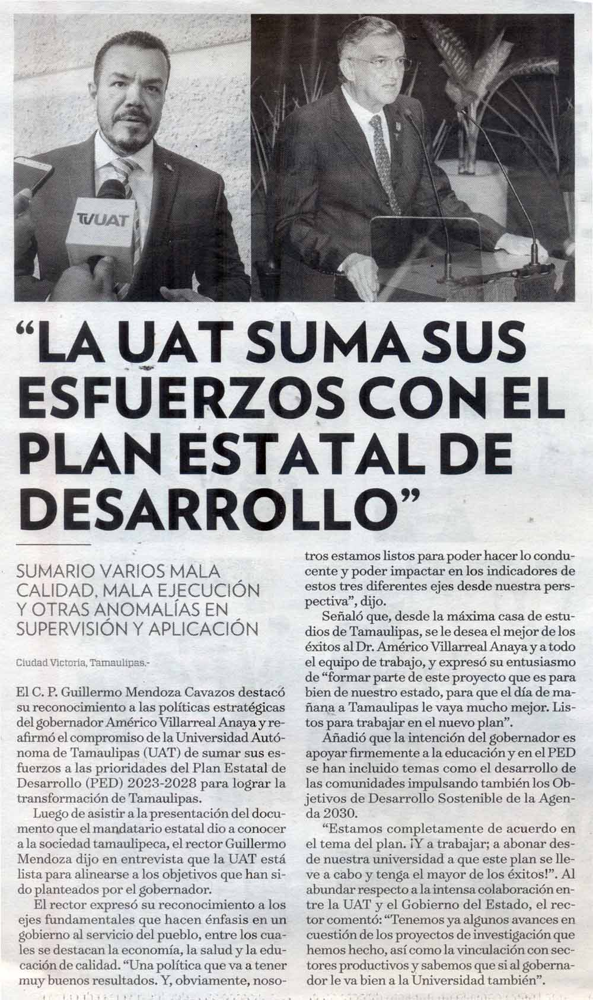 TVUAT
“LA UAT SUMA SUS
ESFUERZOS CON EL
PLAN ESTATAL DE
DESARROLLO”
SUMARIO VARIOS MALA
CALIDAD, MALA EJECUCIÓN
Y OTRAS ANOMALÍAS EN
SUPERVISIÓN Y APLICACIÓN
Ciudad Victoria, Tamaulipas.-
El C. P. Guillermo Mendoza Cavazos destacó
su reconocimiento a las políticas estratégicas
del gobernador Américo Villarreal Anaya y re-
afirmó el compromiso de la Universidad Autó-
noma de Tamaulipas (UAT) de sumar sus es-
fuerzos a las prioridades del Plan Estatal de
Desarrollo (PED) 2023-2028 para lograr la
transformación de Tamaulipas.
Luego de asistir a la presentación del docu-
mento que el mandatario estatal dio a conocer
a la sociedad tamaulipeca, el rector Guillermo
Mendoza dijo en entrevista que la UAT está
lista para alinearse a los objetivos que han si-
do planteados por el gobernador.
El rector expresó su reconocimiento a los
ejes fundamentales que hacen énfasis en un
gobierno al servicio del pueblo, entre los cua-
les se destacan la economía, la salud y la edu-
cación de calidad. “Una política que va a tener
muy buenos resultados. Y, obviamente, noso-
tros estamos listos para poder hacer lo condu-
cente y poder impactar en los indicadores de
estos tres diferentes ejes desde nuestra pers-
pectiva”, dijo.
Señaló que, desde la máxima casa de estu-
dios de Tamaulipas, se le desea el mejor de los
éxitos al Dr. Américo Villarreal Anaya y a todo
el equipo de trabajo, y expresó su entusiasmo
de “formar parte de este proyecto que es para
bien de nuestro estado, para que el día de ma-
ñana a Tamaulipas le vaya mucho mejor. Lis-
tos para trabajar en el nuevo plan”.
Añadió que la intención del gobernador es
apoyar firmemente a la educación y en el PED
se han incluido temas como el desarrollo de
las comunidades impulsando también los Ob-
jetivos de Desarrollo Sostenible de la Agen-
da 2030.
“Estamos completamente de acuerdo en
el tema del plan. ¡Y a trabajar; a abonar des-
de nuestra universidad a que este plan se lle-
ve a cabo y tenga el mayor de los éxitos!”. Al
abundar respecto a la intensa colaboración en-
tre la UAT y el Gobierno del Estado, el rec-
tor comentó: “Tenemos ya algunos avances en
cuestión de los proyectos de investigación que
hemos hecho, así como la vinculación con sec-
tores productivos y sabemos que si al goberna-
dor le va bien a la Universidad también”.